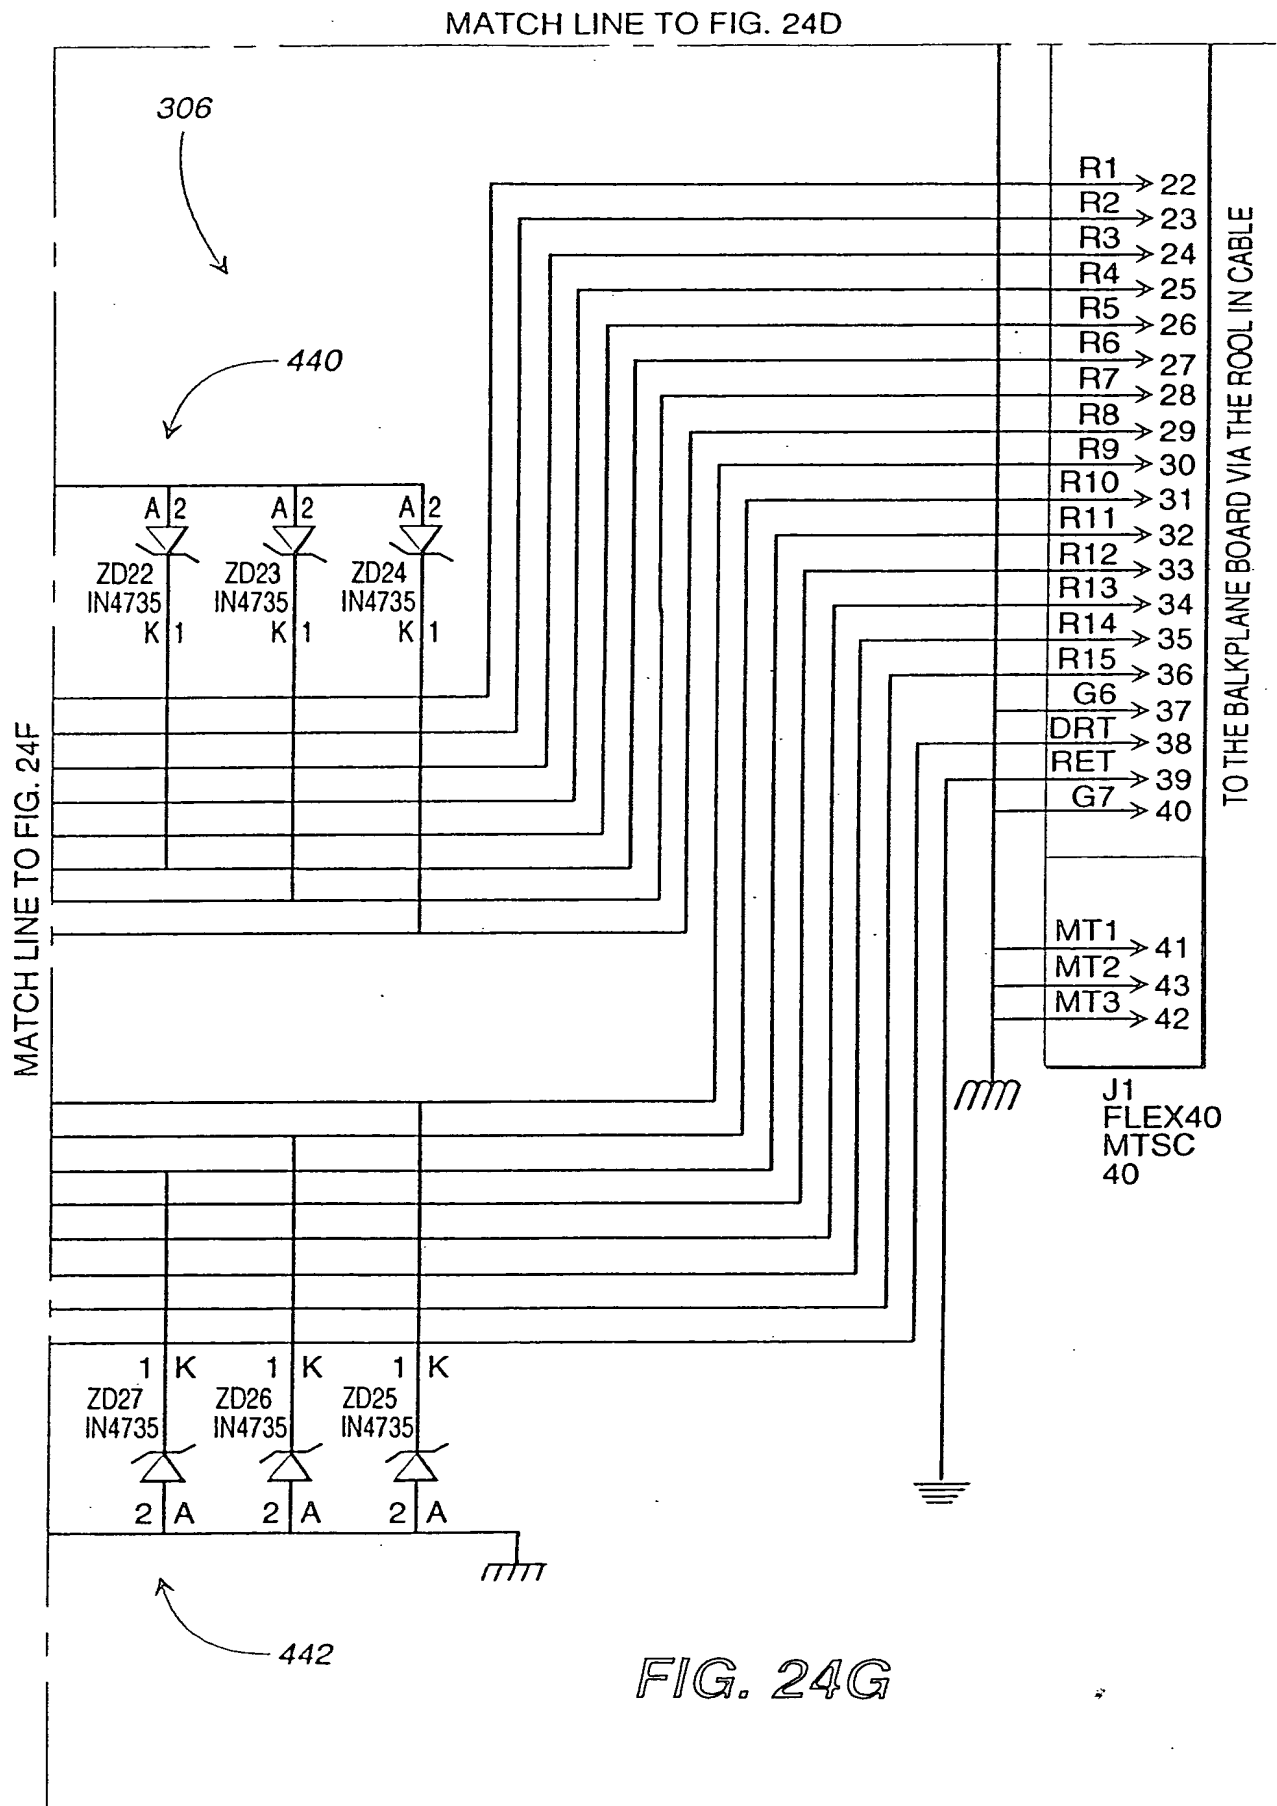 MATCH LINE TO FIG. 24D
306
R1 22
R2 23
R3 24
R4 25
R5 26
440
R6 27
R7 28
R8 29
R9 30
R10 31
A 2 A 2 A 2
R11 32
ZD22 ZD23 ZD24
R12 33
IN4735 IN4735 IN4735
R13 34
K 1 K 1 K 1
R14 35
R15 36
G6 37
DRT 38
RET 39
G7 40
TO THE BALKPLANE BOARD VIA THE ROOL IN CABLE
MATCH LINE TO FIG. 24F
MT1 41
MT2 43
MT3 42
J1
FLEX40
MTSC
40
1 K 1 K 1 K
ZD27 ZD26 ZD25
IN4735 IN4735 IN4735
2 A 2 A 2 A
442
FIG. 24G